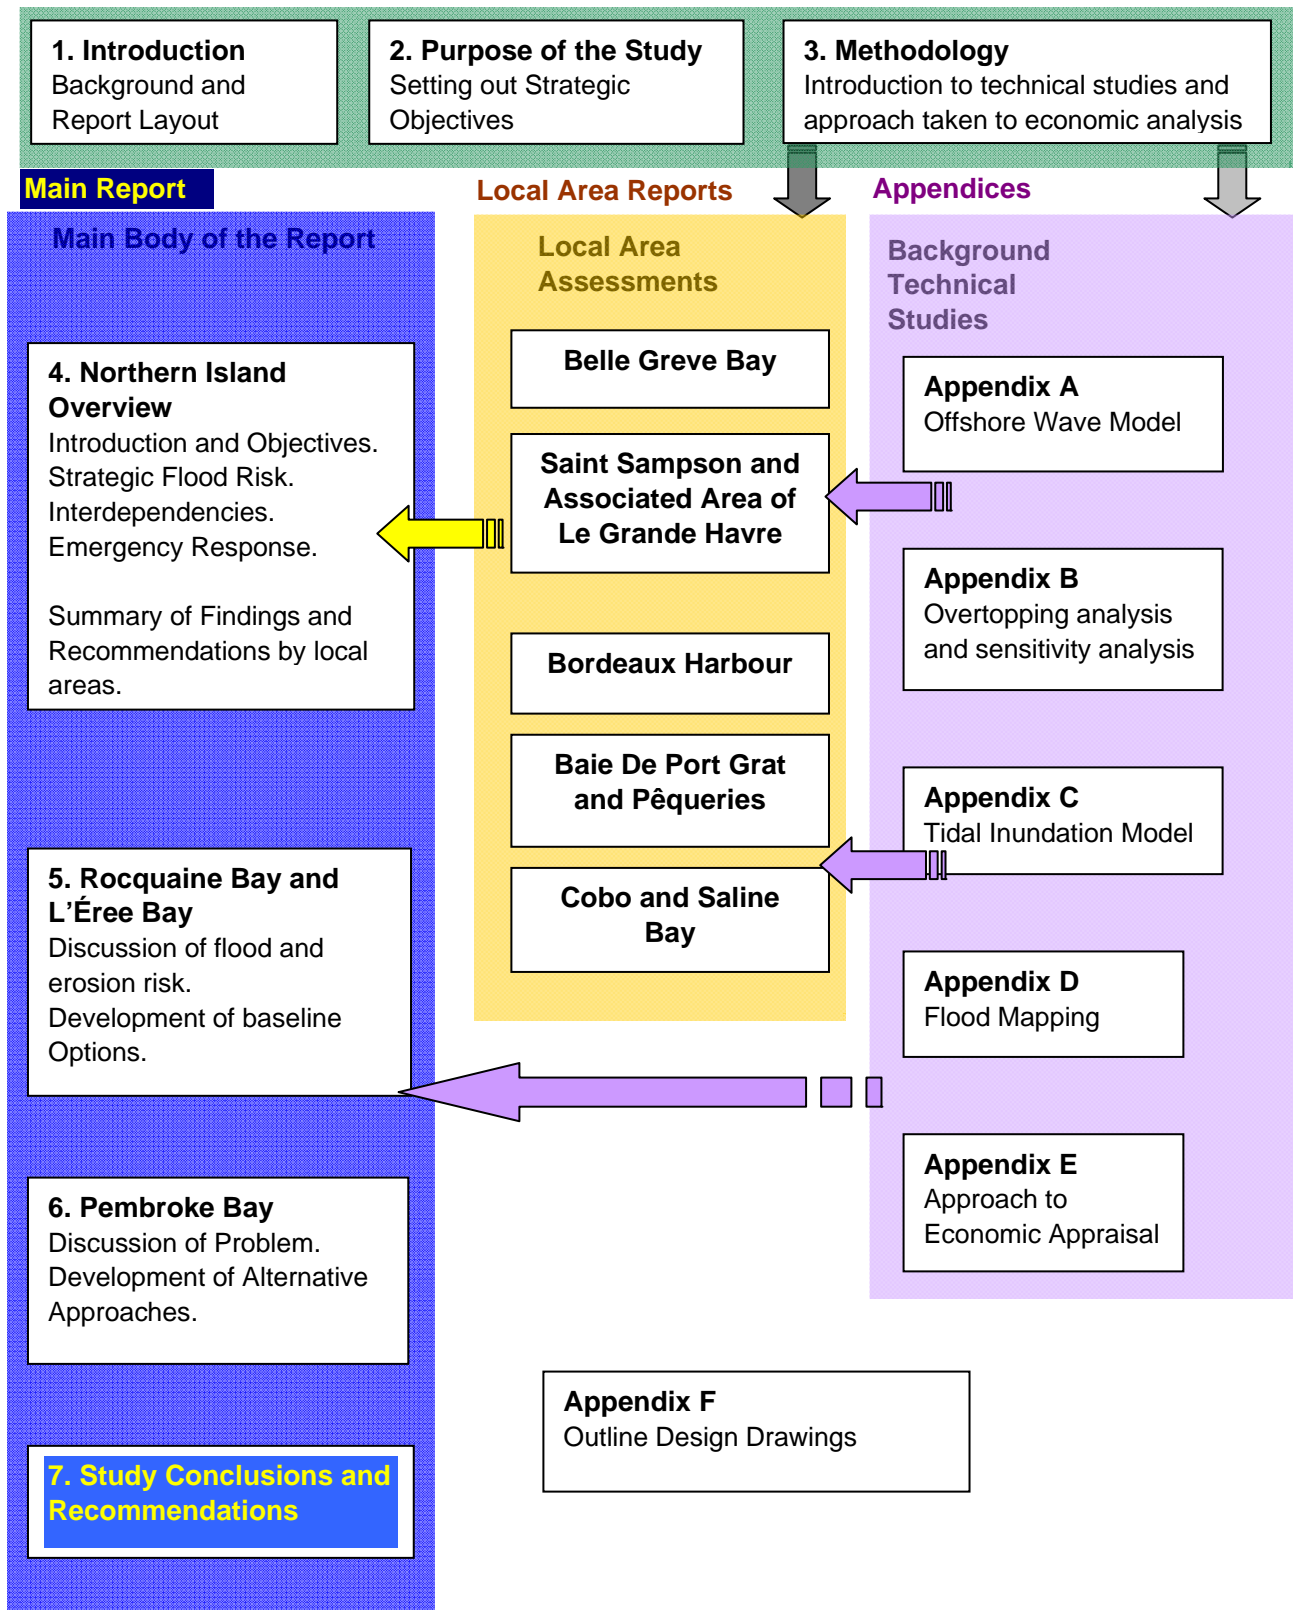 1. Introduction
Background and
Report Layout
2. Purpose of the Study
Setting out Strategic
Objectives
3. Methodology
Introduction to technical studies and
approach taken to economic analysis
Main Report
Main Body of the Report
4. Northern Island
Overview
Introduction and Objectives.
Strategic Flood Risk.
Interdependencies.
Emergency Response.
Summary of Findings and
Recommendations by local
areas.
5. Rocquaine Bay and
L’Éree Bay
Discussion of flood and
erosion risk.
Development of baseline
Options.
6. Pembroke Bay
Discussion of Problem.
Development of Alternative
Approaches.
7. Study Conclusions and
Recommendations
Local Area Reports
Local Area
Assessments
Belle Greve Bay
Saint Sampson and
Associated Area of
Le Grande Havre
Bordeaux Harbour
Baie De Port Grat
and Pêqueries
Cobo and Saline
Bay
Appendices
Background
Technical
Studies
Appendix A
Offshore Wave Model
Appendix B
Overtopping analysis
and sensitivity analysis
Appendix C
Tidal Inundation Model
Appendix D
Flood Mapping
Appendix E
Approach to
Economic Appraisal
Appendix F
Outline Design Drawings